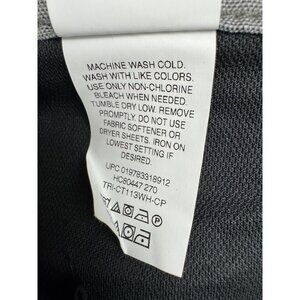 MACHINE WASH COLD.
WASH WITH LIKE COLORS.
USE ONLY NON-CHLORINE
BLEACH WHEN NEEDED.
TUMBLE DRY LOW. REMOVE
PROMPTLY. DO NOT USE
FABRIC SOFTENER OR
DRYER SHEETS. IRON ON
LOWEST SETTING IF
DESIRED.
UPC 019783318912
HC80447 270
TRI-CT113WH-CP